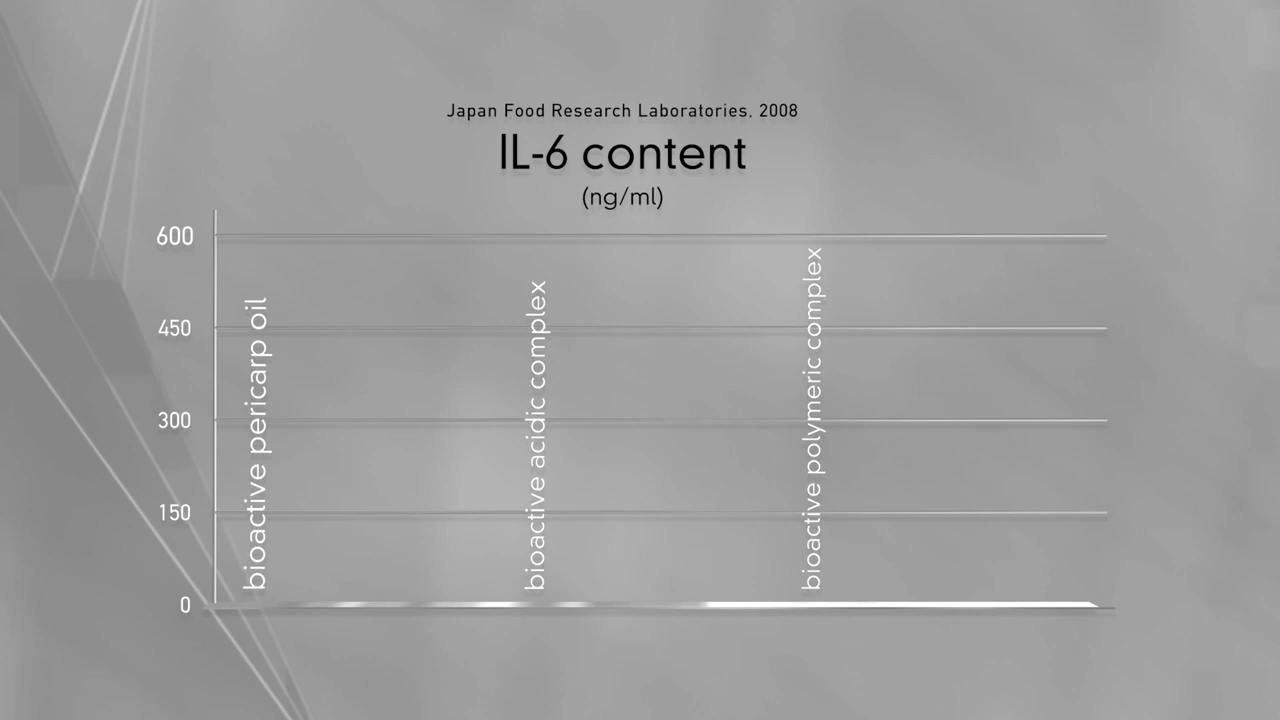 Japan Food Research Laboratories, 2008
IL-6 content
(ng/ml)
600
450
300
150
0
bioactive pericarp oil
bioactive acidic complex
bioactive polymeric complex